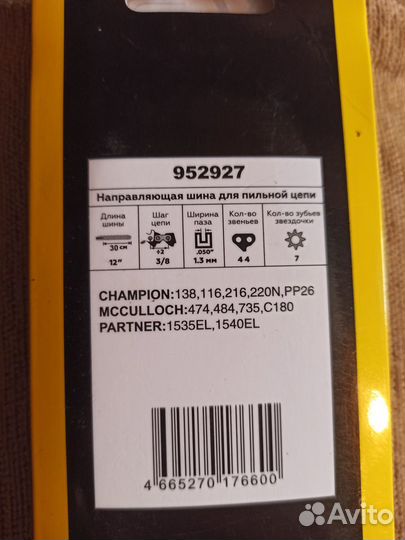 952927
Направляющая шина для пильной цепи
Длина шины Шаг цепи Ширина паза Кол-во звеньев Кол-во зубьев звездочки
30 см ÷2 .050"
12" 3/8 1.3 мм 44 7
CHAMPION:138,116,216,220N,PP26
MCCULLOCH:474,484,735,C180
PARTNER:1535EL,1540EL
4 665270 176600
Avito